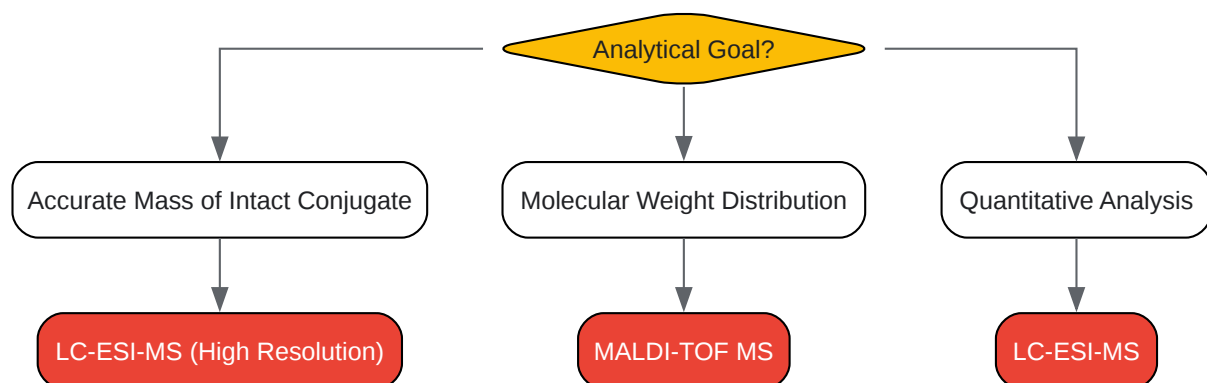 Analytical Goal?
Accurate Mass of Intact Conjugate
Molecular Weight Distribution
Quantitative Analysis
LC-ESI-MS (High Resolution)
MALDI-TOF MS
LC-ESI-MS